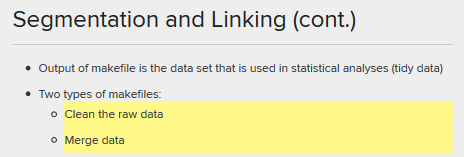 Segmentation and Linking (cont.)
• Output of makefile is the data set that is used in statistical analyses (tidy data)
• Two types of makefiles:
○ Clean the raw data
○ Merge data